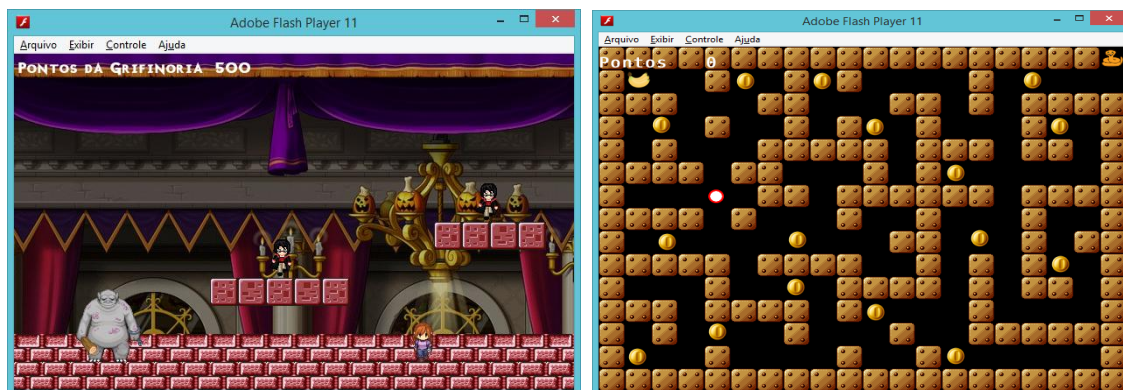 Adobe Flash Player 11
Arquivo Exibir Controle Ajuda
PONTOS DA GRIFINORIA 500
Adobe Flash Player 11
Arquivo Exibir Controle Ajuda
Pontos 0